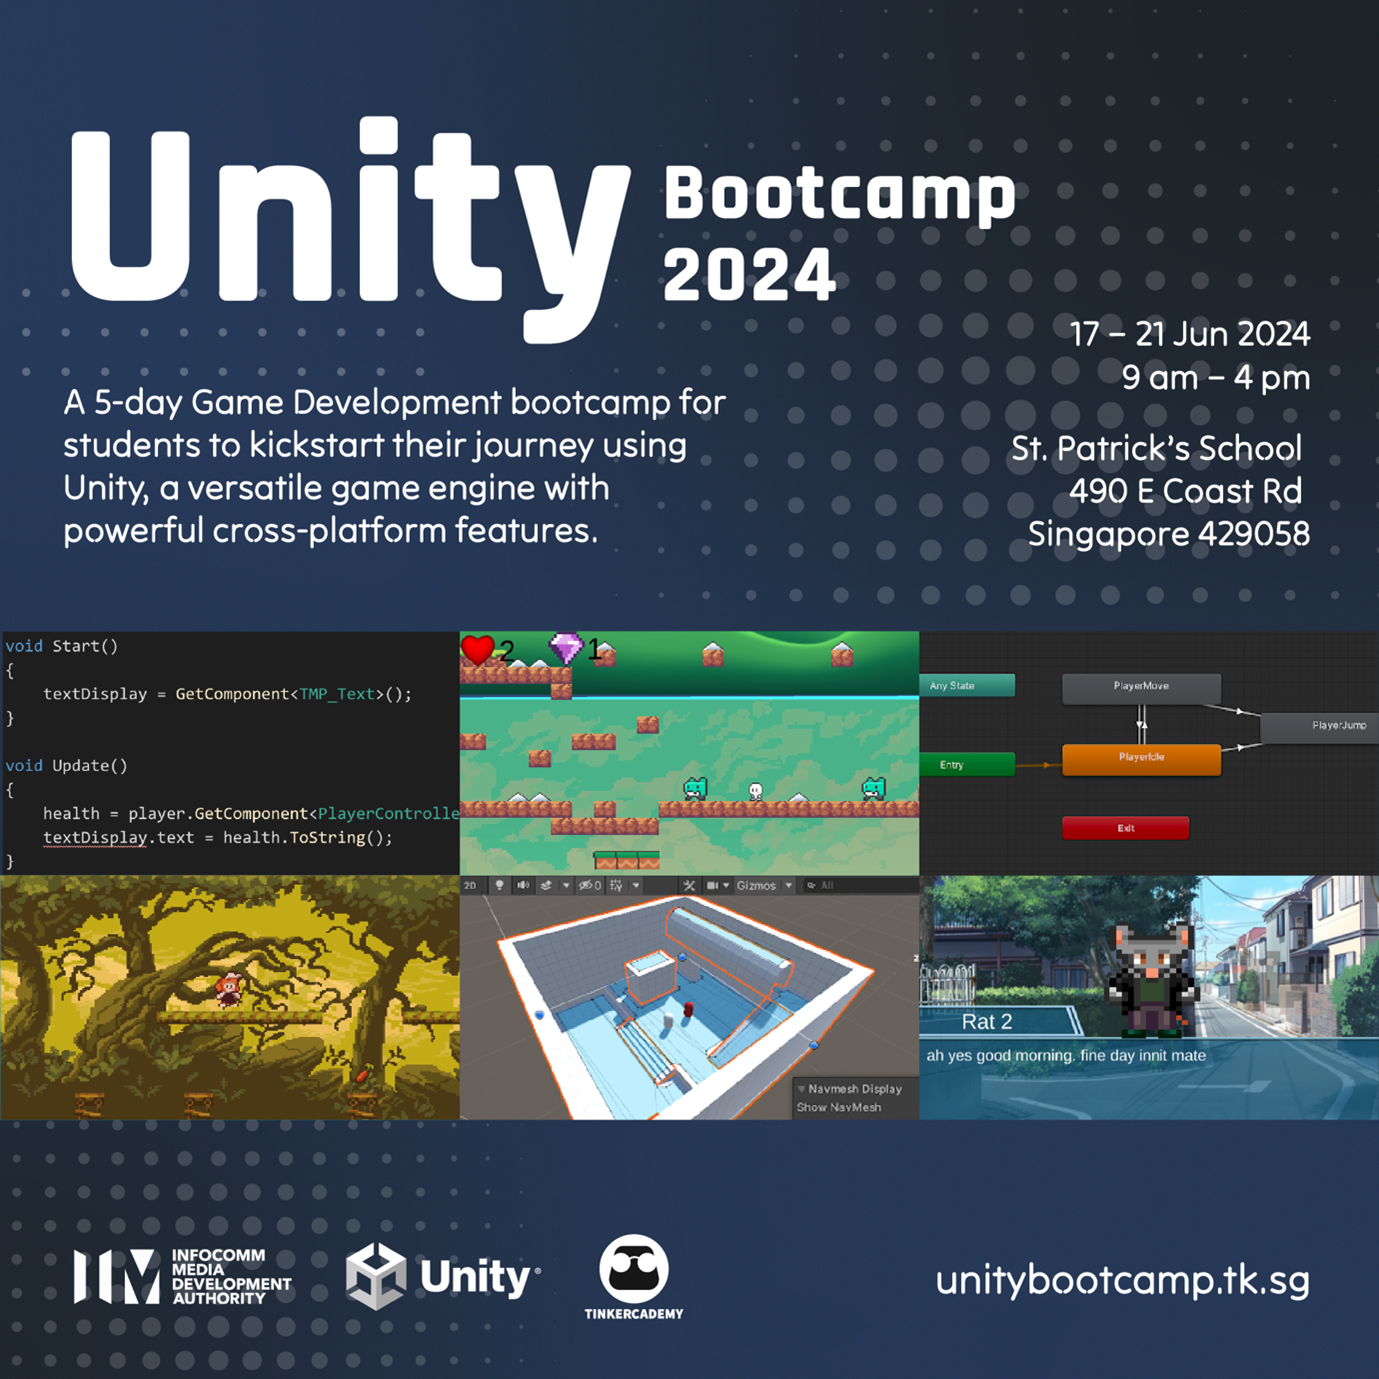 Unity
Bootcamp
2024
17 – 21 Jun 2024
9 am – 4 pm
A 5-day Game Development bootcamp for
students to kickstart their journey using
Unity, a versatile game engine with
powerful cross-platform features.
St. Patrick's School
490 E Coast Rd
Singapore 429058
void Start()
{
textDisplay = GetComponent<TMP_Text>();
}
void Update()
{
health = player.GetComponent<PlayerControlle
textDisplay.text = health.ToString();
}
2
1
Any State
PlayerMove
PlayerJump
Entry
PlayerIdle
Exit
2D
0
Gizmos
All
Navmesh Display
Show NavMesh
Rat 2
ah yes good morning. fine day innit mate
INFOCOMM
MEDIA
DEVELOPMENT
AUTHORITY
Unity®
TINKERCADEMY
unitybootcamp.tk.sg